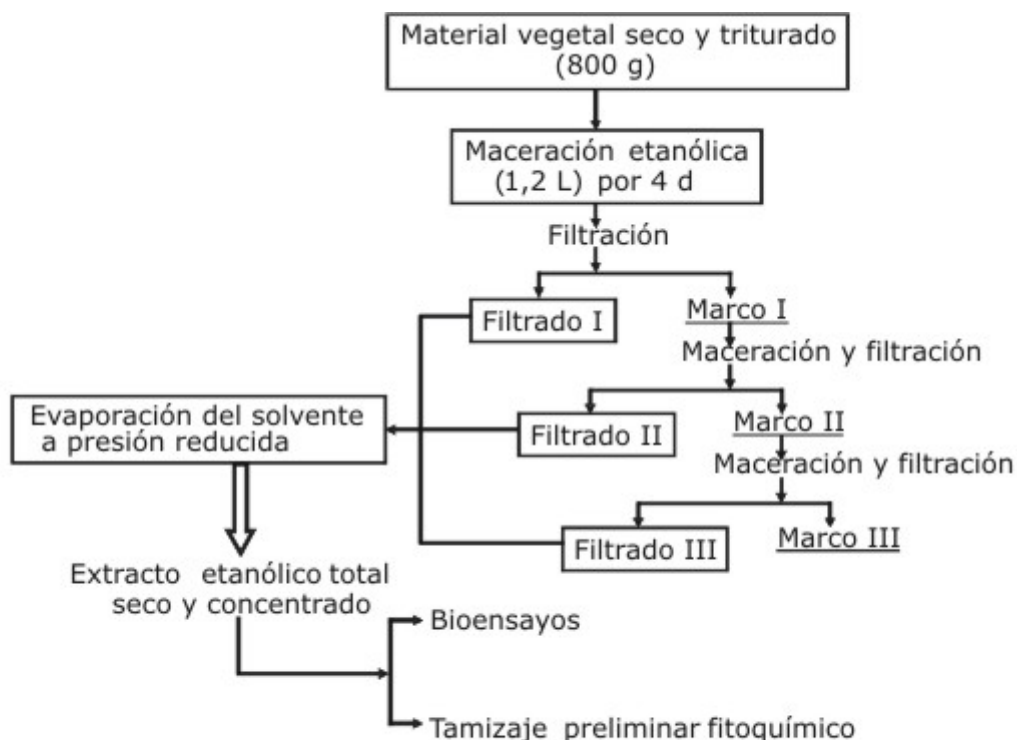 Material vegetal seco y triturado
(800 g)
Maceración etanólica
(1,2 L) por 4 d
Filtración
Filtrado I
Marco I
Maceración y filtración
Evaporación del solvente
a presión reducida
Filtrado II
Marco II
Maceración y filtración
Filtrado III
Marco III
Extracto etanólico total
seco y concentrado
Bioensayos
Tamizaje preliminar fitoquímico